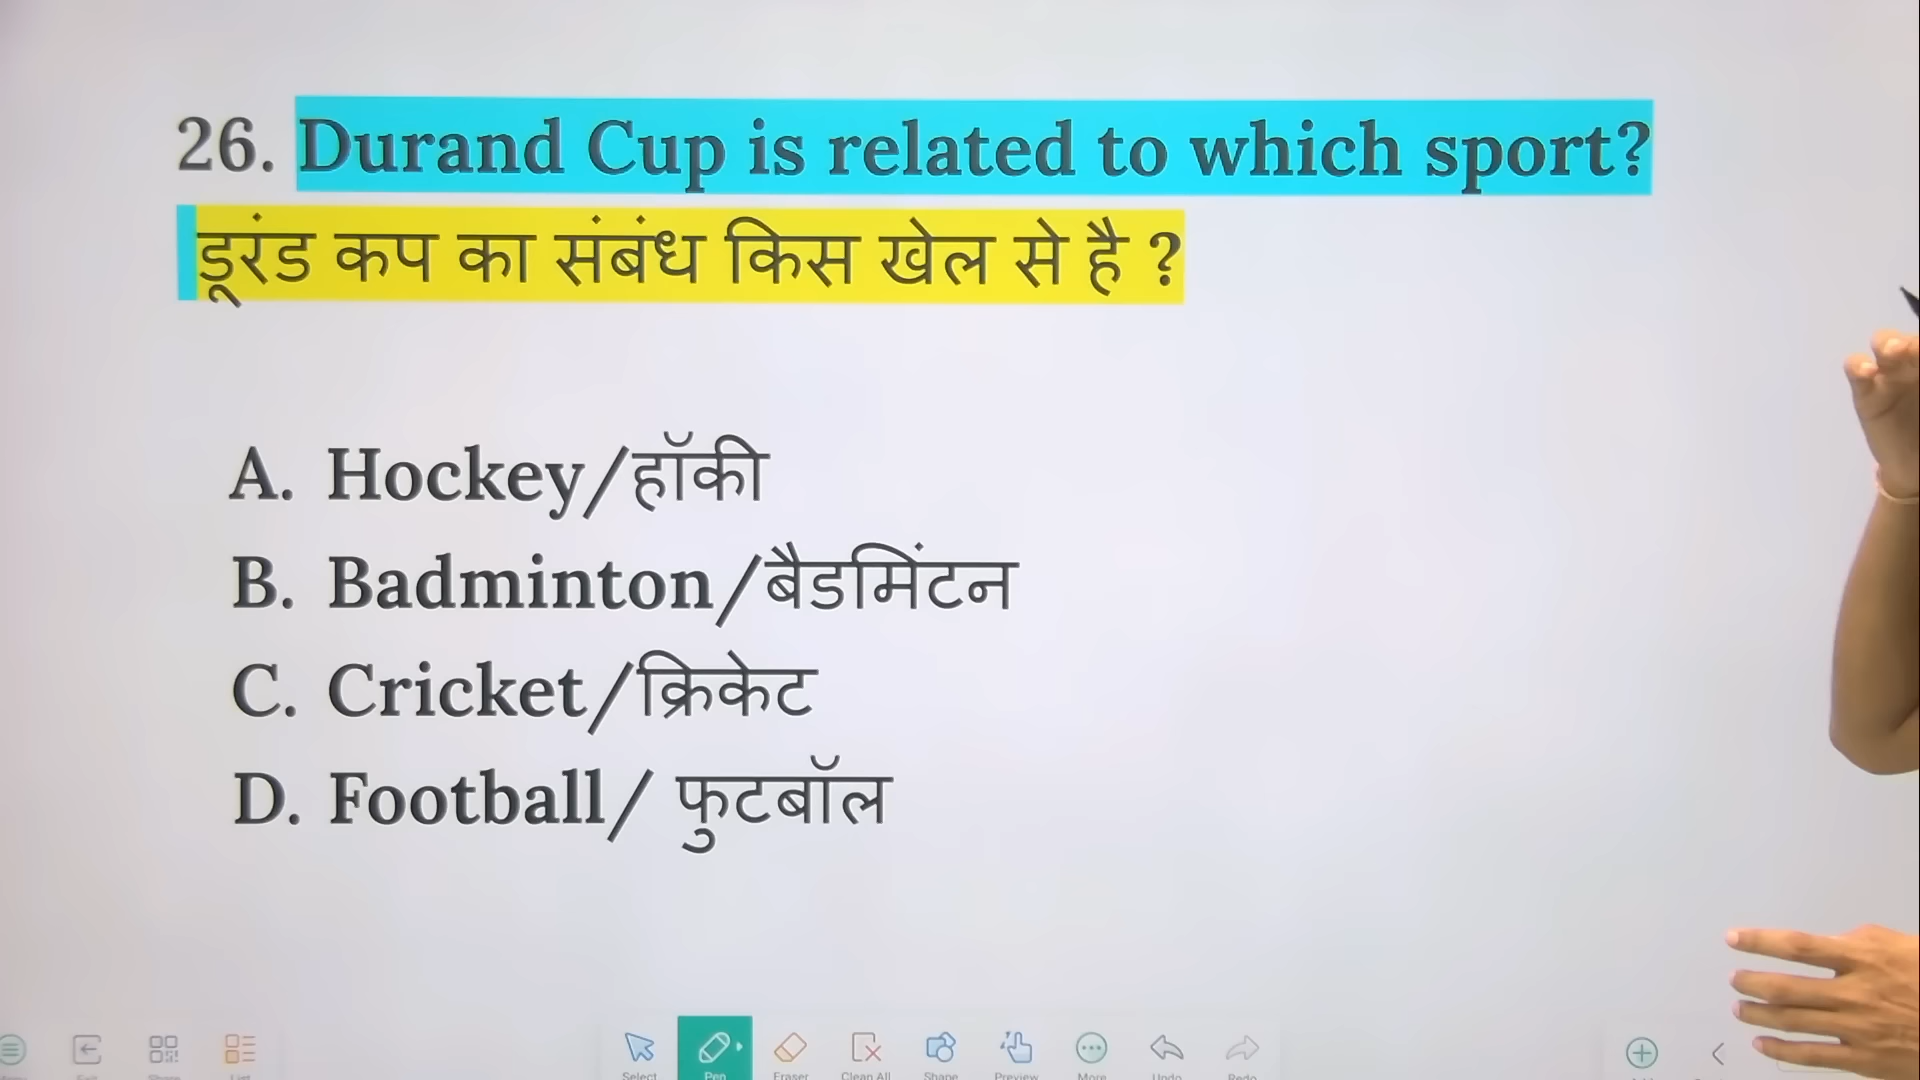 26. Durand Cup is related to which sport?
डूरंड कप का संबंध किस खेल से है ?
A. Hockey/हॉकी
B. Badminton/बैडमिंटन
C. Cricket/क्रिकेट
D. Football/ फुटबॉल
Select Pen Eraser Clean All Shape Preview More Undo Redo